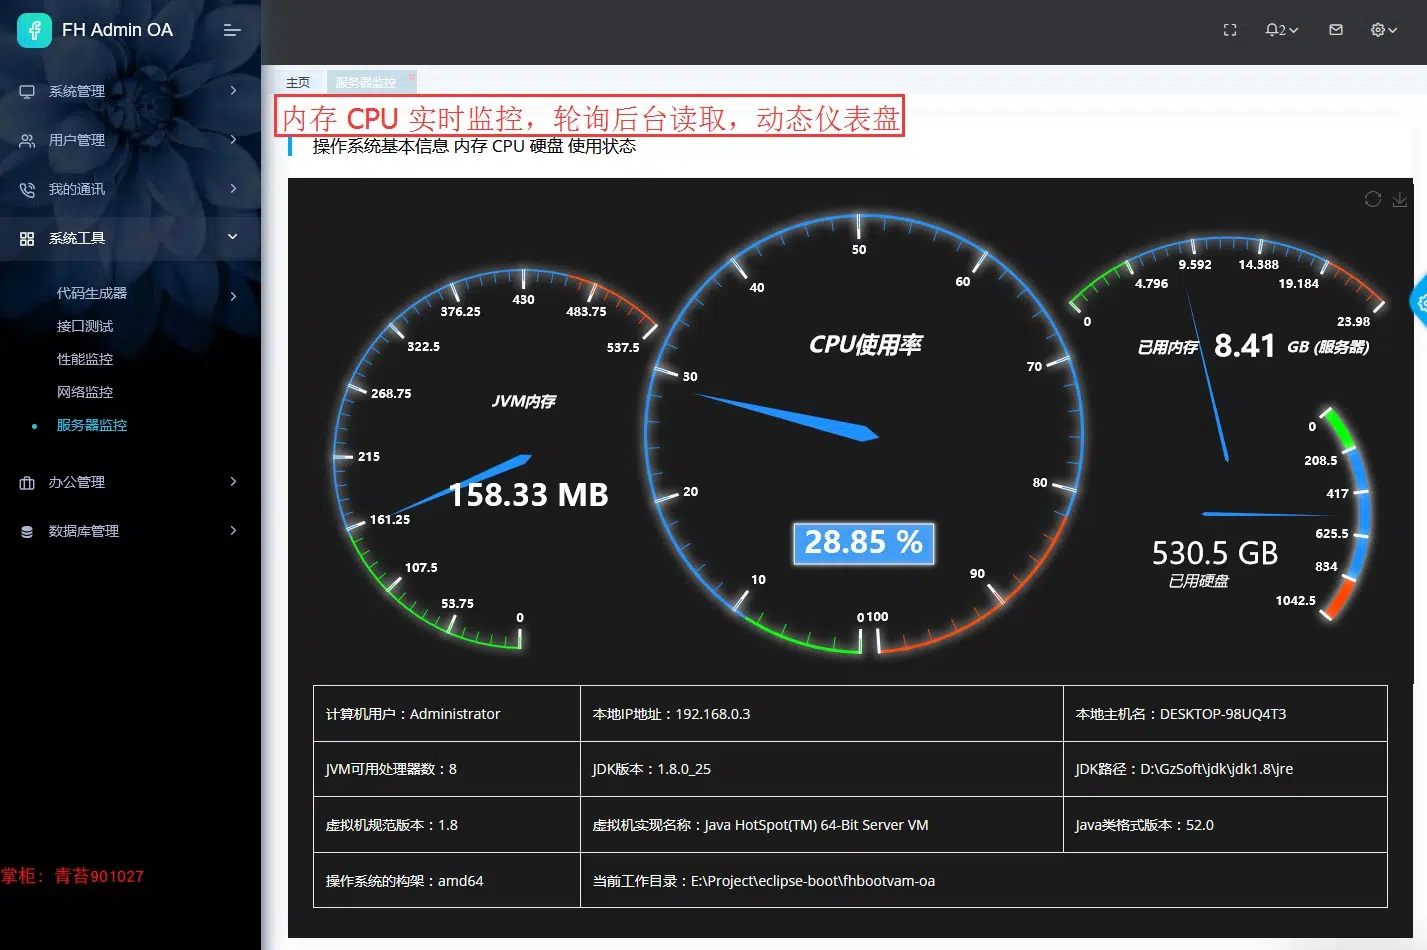 FH Admin OA
2
系统管理
用户管理
我的通讯
系统工具
代码生成器
接口测试
性能监控
网络监控
服务器监控
办公管理
数据库管理
掌柜：青苔901027
主页
服务器监控
内存 CPU 实时监控，轮询后台读取，动态仪表盘
操作系统基本信息 内存 CPU 硬盘 使用状态
0
53.75
107.5
161.25
215
268.75
322.5
376.25
430
483.75
537.5
JVM内存
158.33 MB
0
10
20
30
40
50
60
70
80
90
100
CPU使用率
28.85 %
0
4.796
9.592
14.388
19.184
23.98
已用内存 8.41 GB (服务器)
0
208.5
417
625.5
834
1042.5
530.5 GB
已用硬盘
计算机用户：Administrator
本地IP地址：192.168.0.3
本地主机名：DESKTOP-98UQ4T3
JVM可用处理器数：8
JDK版本：1.8.0_25
JDK路径：D:\GzSoft\jdk\jdk1.8\jre
虚拟机规范版本：1.8
虚拟机实现名称：Java HotSpot(TM) 64-Bit Server VM
Java类格式版本：52.0
操作系统的构架：amd64
当前工作目录：E:\Project\eclipse-boot\fhbootvam-oa